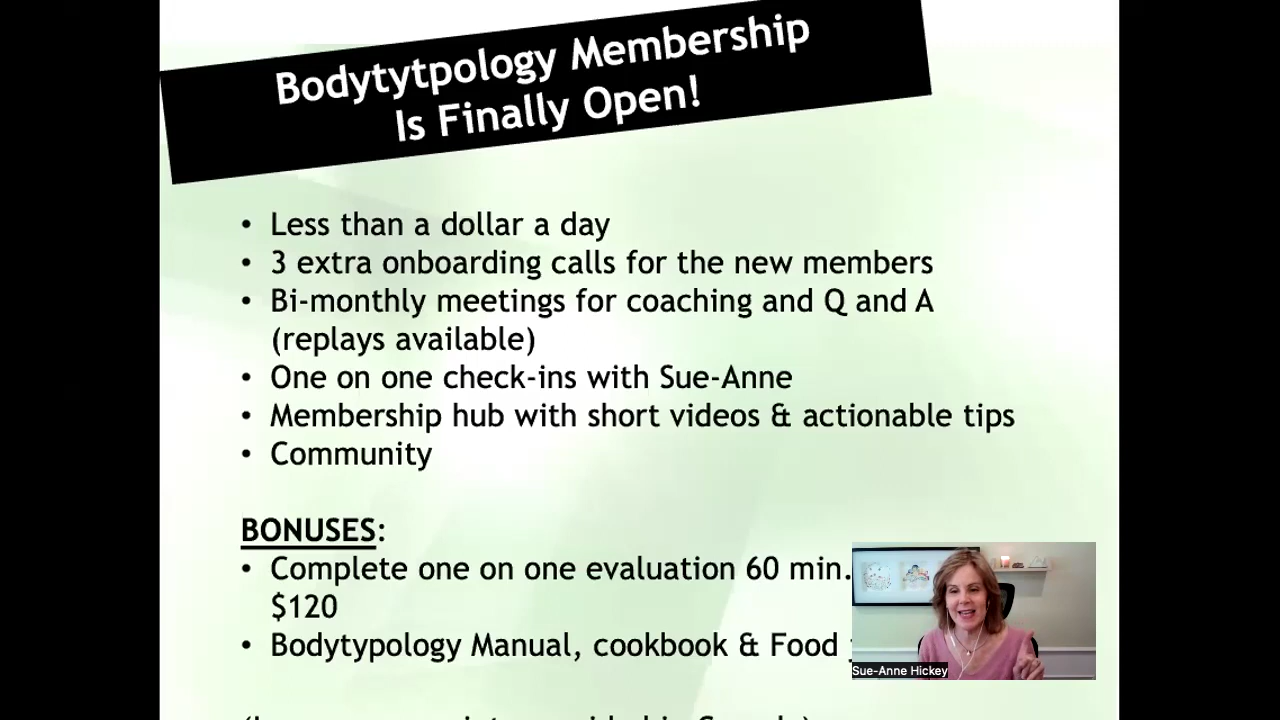 Bodytytpology Membership
Is Finally Open!
• Less than a dollar a day
• 3 extra onboarding calls for the new members
• Bi-monthly meetings for coaching and Q and A
(replays available)
• One on one check-ins with Sue-Anne
• Membership hub with short videos & actionable tips
• Community
BONUSES:
• Complete one on one evaluation 60 min.
$120
• Bodytypology Manual, cookbook & Food
Sue-Anne Hickey